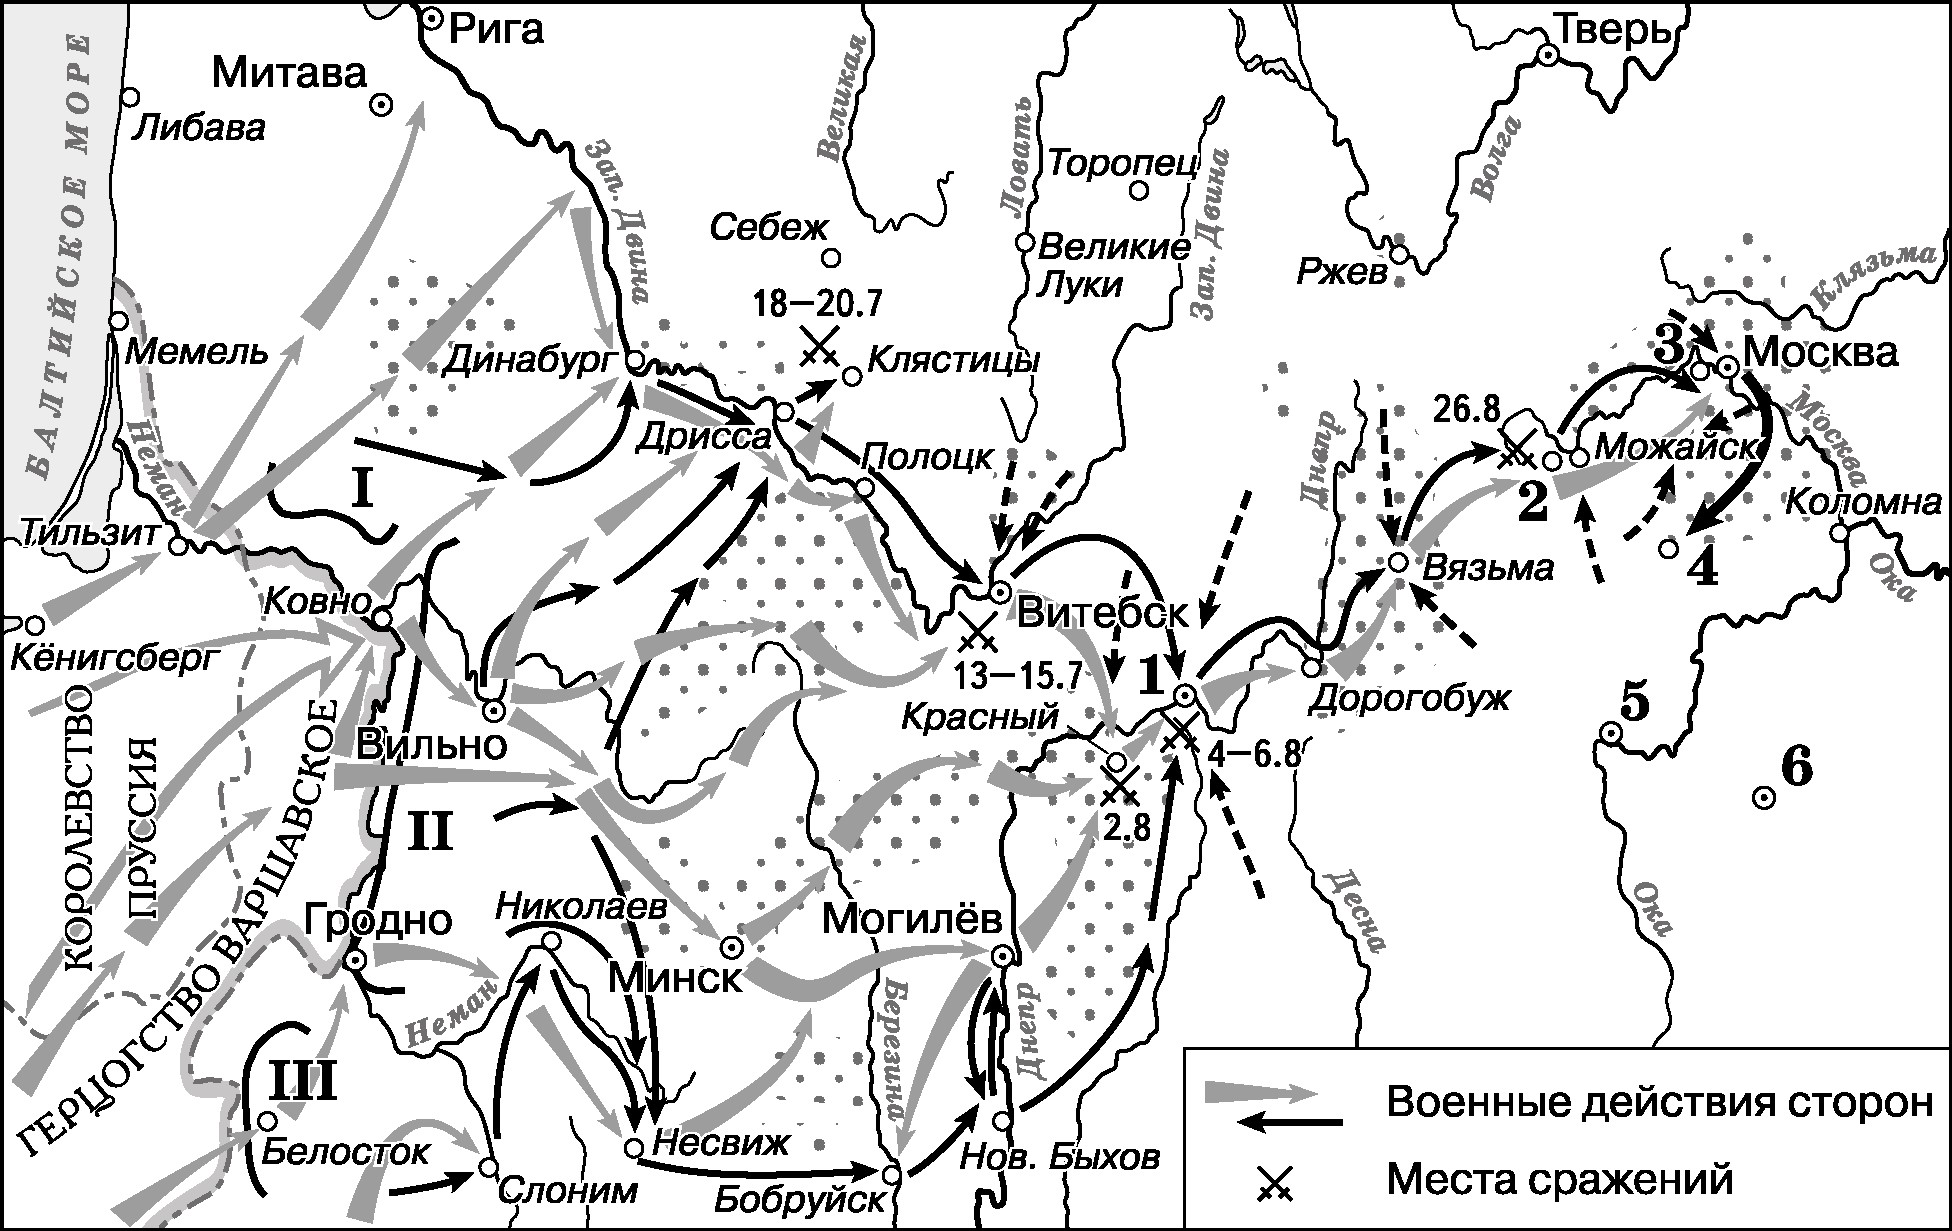 Рига
Тверь
Митава
Либава
БАЛТИЙСКОЕ МОРЕ
Великая
Ловать
Торопец
Зап. Двина
Зап. Двина
Волга
Себеж
Великие
Луки
Ржев
Клязьма
18–20.7
Мемель
Динабург
Клястицы
3
Москва
Неман
Дрисса
26.8
Можайск
Москва
I
Полоцк
Днепр
2
Коломна
Тильзит
4
Ока
Ковно
Вязьма
Витебск
Кёнигсберг
13–15.7
1
Дорогобуж
Красный
5
КОРОЛЕВСТВО
ПРУССИЯ
ГЕРЦОГСТВО ВАРШАВСКОЕ
Вильно
4–6.8
6
II
2.8
Гродно
Николаев
Могилёв
Десна
Ока
Минск
Неман
Березина
Днепр
III
Белосток
Несвиж
Нов. Быхов
Слоним
Бобруйск
Военные действия сторон
Места сражений